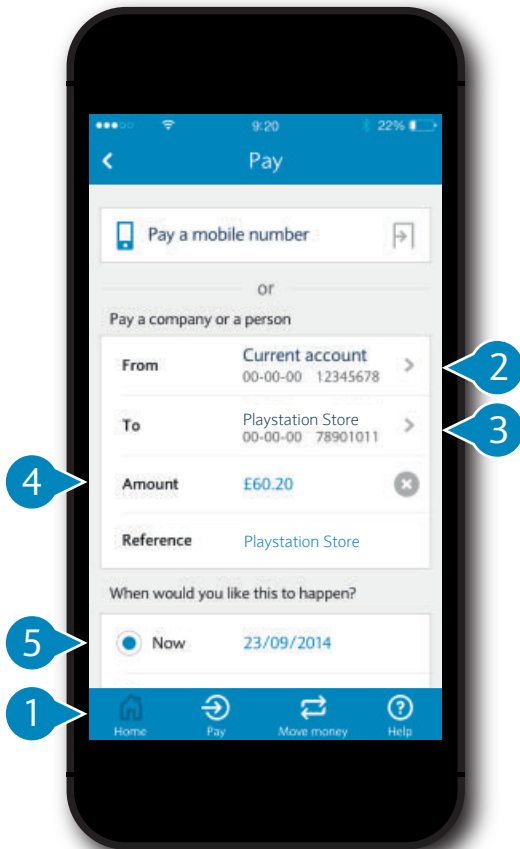 9:20 22%
Pay
Pay a mobile number
or
Pay a company or a person
From Current account
00-00-00 12345678
2
To Playstation Store
00-00-00 78901011
3
4
Amount £60.20
Reference Playstation Store
When would you like this to happen?
5
Now 23/09/2014
1
Home Pay Move money Help